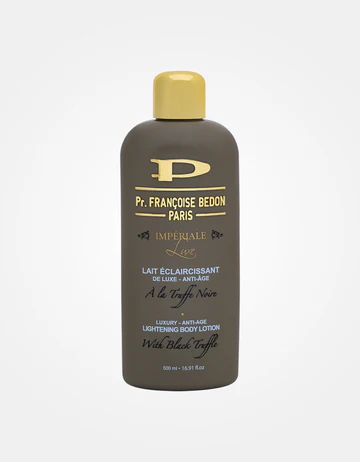 P
Pr. FRANÇOISE BEDON
PARIS
IMPÉRIALE
Luxe
LAIT ÉCLAIRCISSANT
DE LUXE - ANTI-ÂGE
À la Truffe Noire
LUXURY - ANTI-AGE
LIGHTENING BODY LOTION
With Black Truffle
500 ml - 16.91 fl.oz